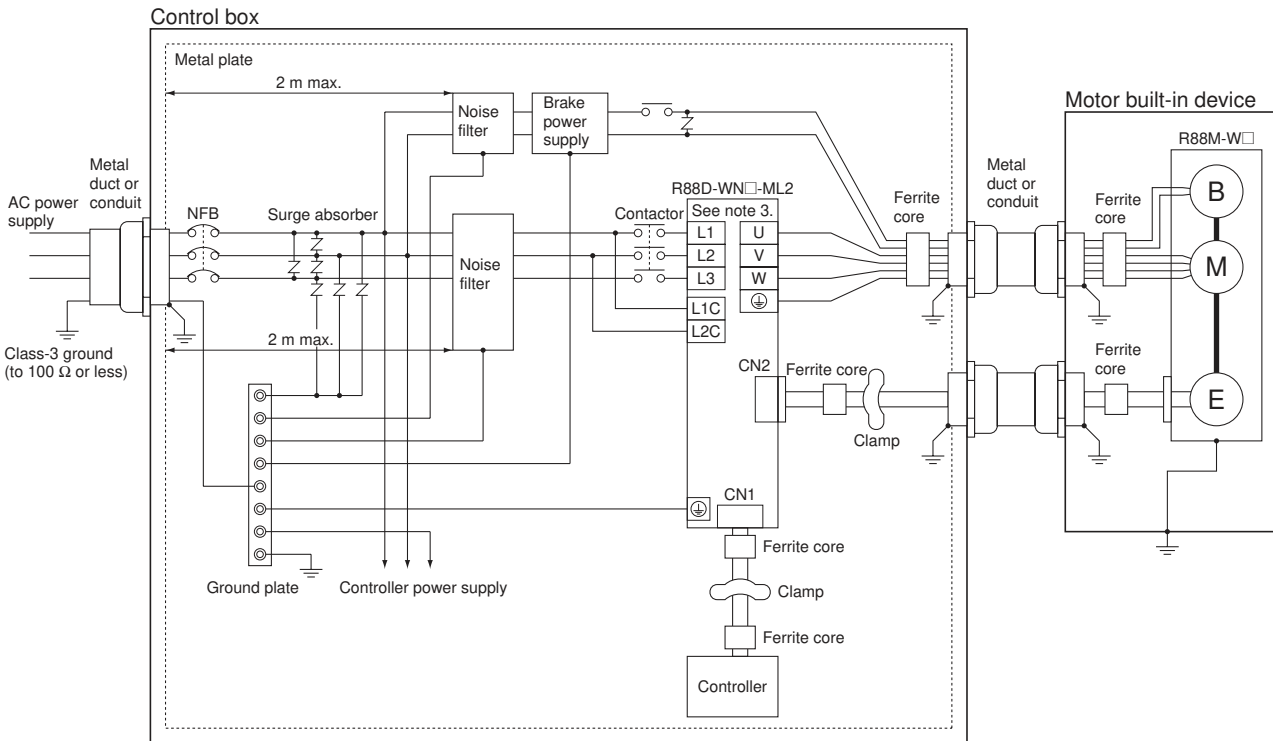 Control box
Metal plate
2 m max.
Noise
filter
Brake
power
supply
Motor built-in device
R88M-W□
Metal
duct or
conduit
AC power
supply
NFB
Surge absorber
R88D-WN□-ML2
Contactor
See note 3.
L1
L2
L3
L1C
L2C
U
V
W
Noise
filter
Ferrite
core
Metal
duct or
conduit
Ferrite
core
B
M
E
Class-3 ground
(to 100 Ω or less)
2 m max.
CN2
Ferrite core
Clamp
Ferrite
core
CN1
Ferrite core
Clamp
Ferrite core
Controller
Ground plate
Controller power supply